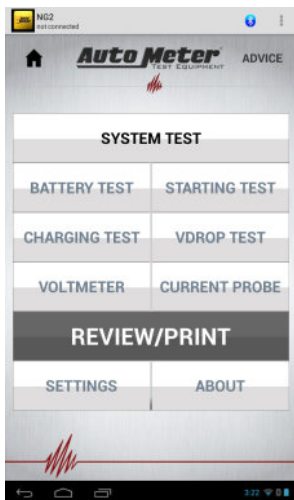 NG2
not connected
Auto Meter
TEST EQUIPMENT
ADVICE
SYSTEM TEST
BATTERY TEST
STARTING TEST
CHARGING TEST
VDROP TEST
VOLTMETER
CURRENT PROBE
REVIEW/PRINT
SETTINGS
ABOUT
3:22